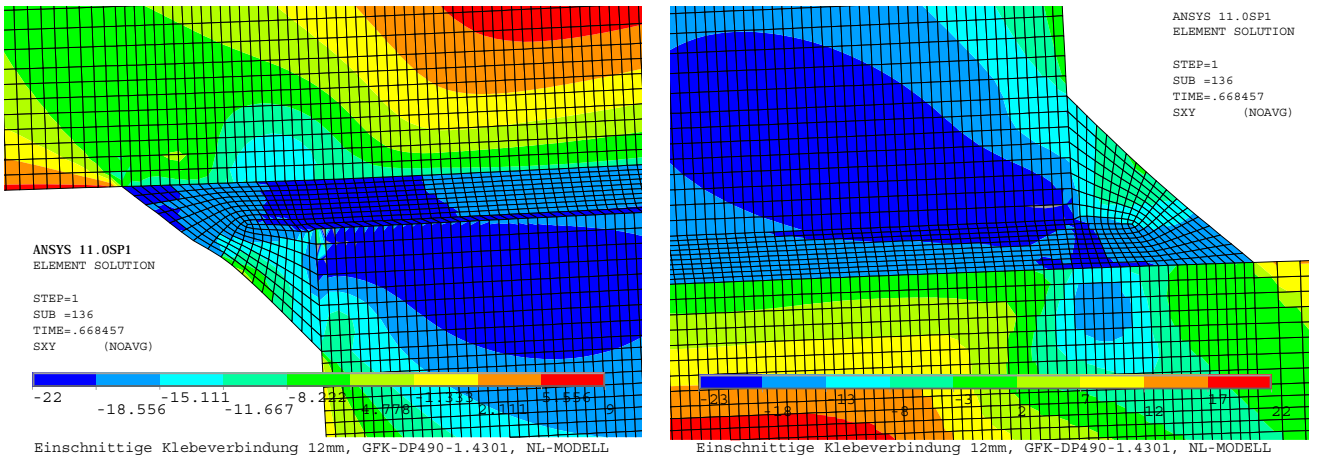 ANSYS 11.0SP1
ELEMENT SOLUTION
STEP=1
SUB =136
TIME=.668457
SXY (NOAVG)
-22 -15.111 -8.222 -1.333 5.556
-18.556 -11.667 -4.778 2.111 9
Einschnittige Klebeverbindung 12mm, GFK-DP490-1.4301, NL-MODELL
ANSYS 11.0SP1
ELEMENT SOLUTION
STEP=1
SUB =136
TIME=.668457
SXY (NOAVG)
-23 -13 -3 7 17
-18 -8 2 12 22
Einschnittige Klebeverbindung 12mm, GFK-DP490-1.4301, NL-MODELL